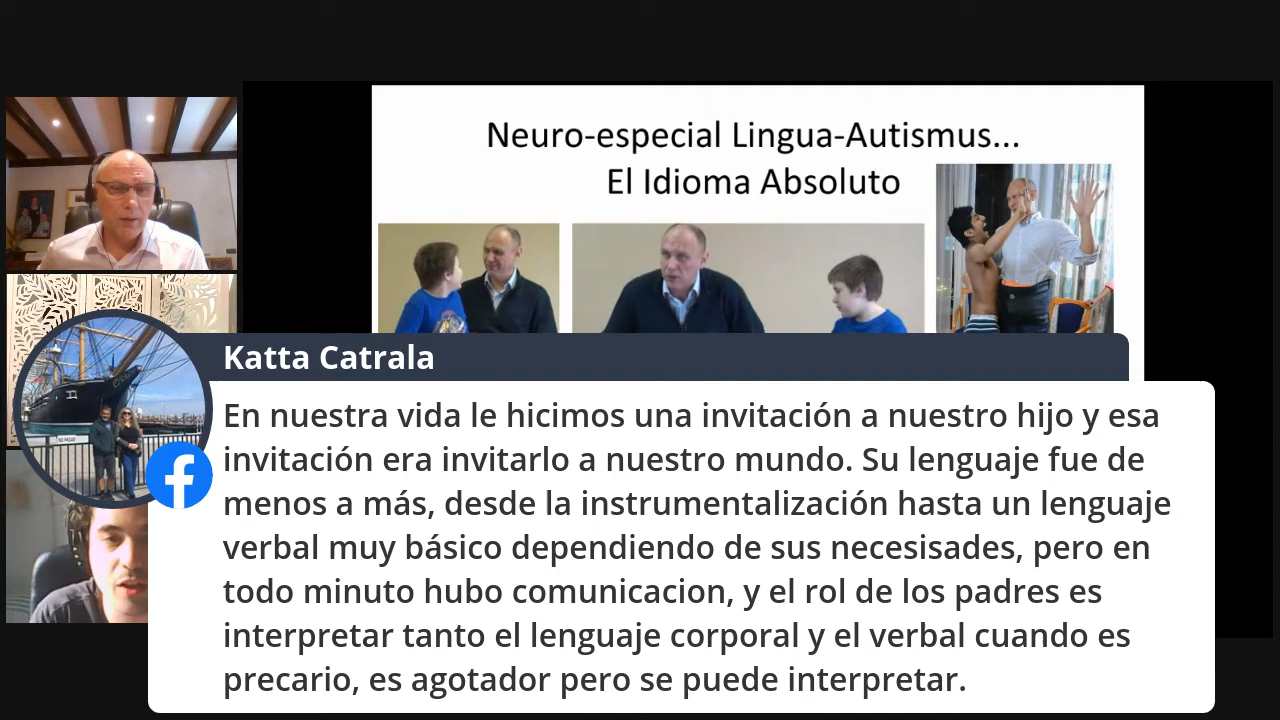 Neuro-especial Lingua-Autismus...
El Idioma Absoluto
Katta Catrala
En nuestra vida le hicimos una invitación a nuestro hijo y esa
invitación era invitarlo a nuestro mundo. Su lenguaje fue de
menos a más, desde la instrumentalización hasta un lenguaje
verbal muy básico dependiendo de sus necesisades, pero en
todo minuto hubo comunicacion, y el rol de los padres es
interpretar tanto el lenguaje corporal y el verbal cuando es
precario, es agotador pero se puede interpretar.